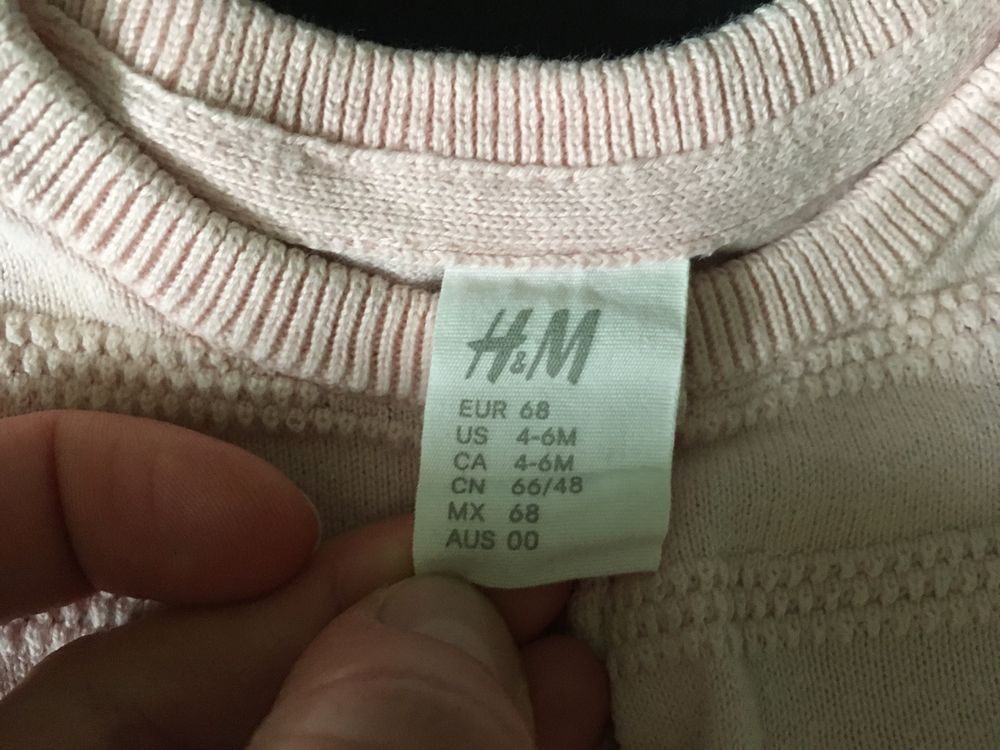 H&M
EUR 68
US 4-6M
CA 4-6M
CN 66/48
MX 68
AUS 00